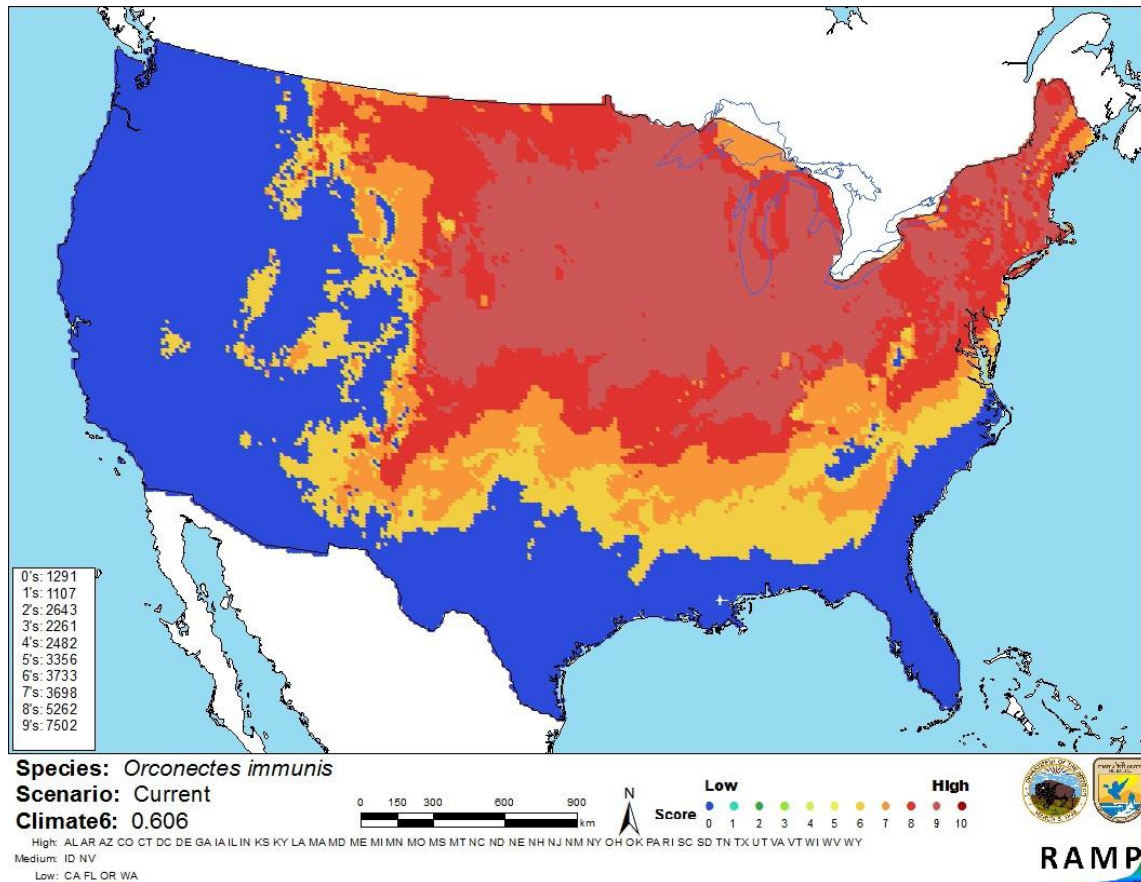 0's: 1291
1's: 1107
2's: 2643
3's: 2261
4's: 2482
5's: 3356
6's: 3733
7's: 3698
8's: 5262
9's: 7502
Species: Orconectes immunis
Scenario: Current
Climate6: 0.606
0 150 300 600 900
km
N
Low High
Score 0 1 2 3 4 5 6 7 8 9 10
High: AL AR AZ CO CT DC DE GA IA IL IN KS KY LA MA MD ME MI MN MO MS MT NC ND NE NH NJ NM NY OH OK PA RI SC SD TN TX UT VA VT WI WV WY
Medium: ID NV
Low: CA FL OR WA
RAMP